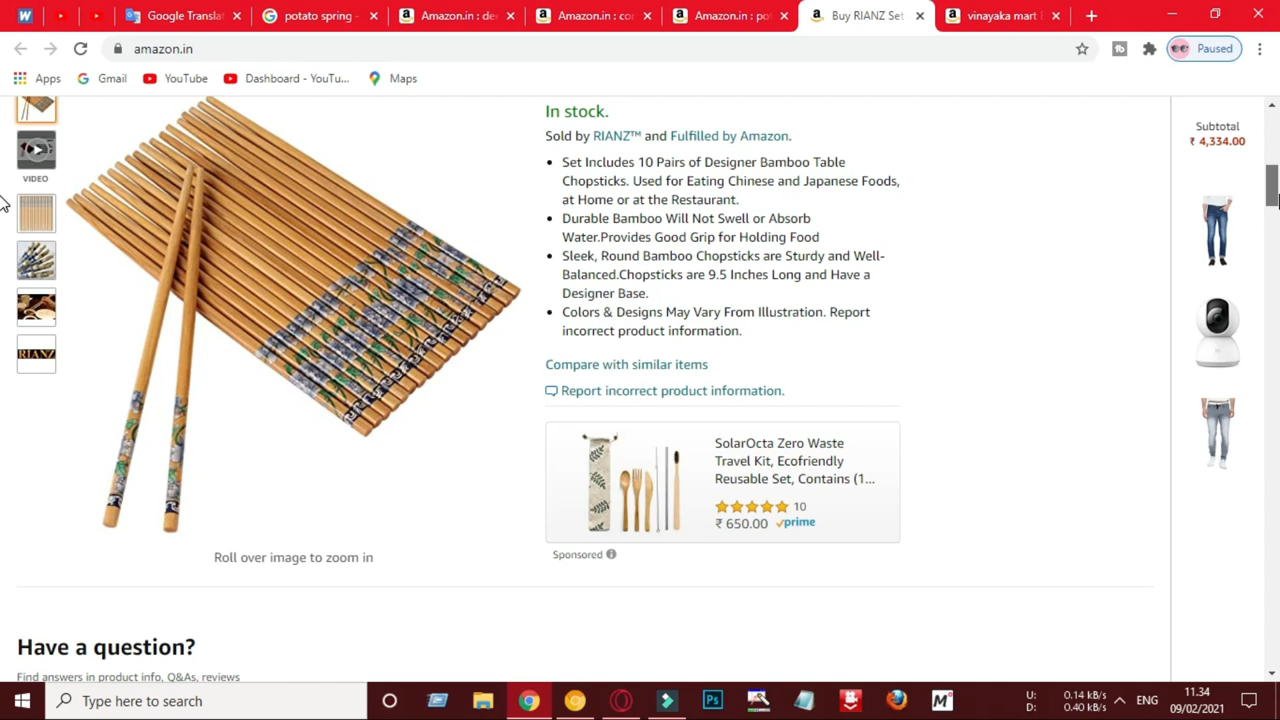 Google Transla
potato spring -
Amazon.in : de
Amazon.in : co
Amazon.in : po
Buy RIANZ Set
vinayaka mart
amazon.in
Paused
Apps
Gmail
YouTube
Dashboard - YouTu...
Maps
VIDEO
RIANZ
Roll over image to zoom in
In stock.
Sold by RIANZ™ and Fulfilled by Amazon.
Set Includes 10 Pairs of Designer Bamboo Table
Chopsticks. Used for Eating Chinese and Japanese Foods,
at Home or at the Restaurant.
Durable Bamboo Will Not Swell or Absorb
Water.Provides Good Grip for Holding Food
Sleek, Round Bamboo Chopsticks are Sturdy and Well-
Balanced.Chopsticks are 9.5 Inches Long and Have a
Designer Base.
Colors & Designs May Vary From Illustration. Report
incorrect product information.
Compare with similar items
Report incorrect product information.
SolarOcta Zero Waste
Travel Kit, Ecofriendly
Reusable Set, Contains (1...
10
₹ 650.00 prime
Sponsored
Subtotal
₹ 4,334.00
Have a question?
Find answers in product info, Q&As, reviews
Type here to search
U: 0.14 kB/s
D: 0.40 kB/s
ENG
11.34
09/02/2021